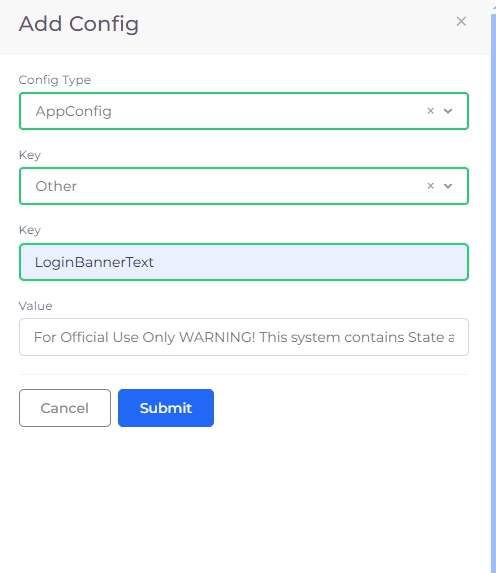 Add Config
Config Type
AppConfig
Key
Other
Key
LoginBannerText
Value
For Official Use Only WARNING! This system contains State a
Cancel
Submit